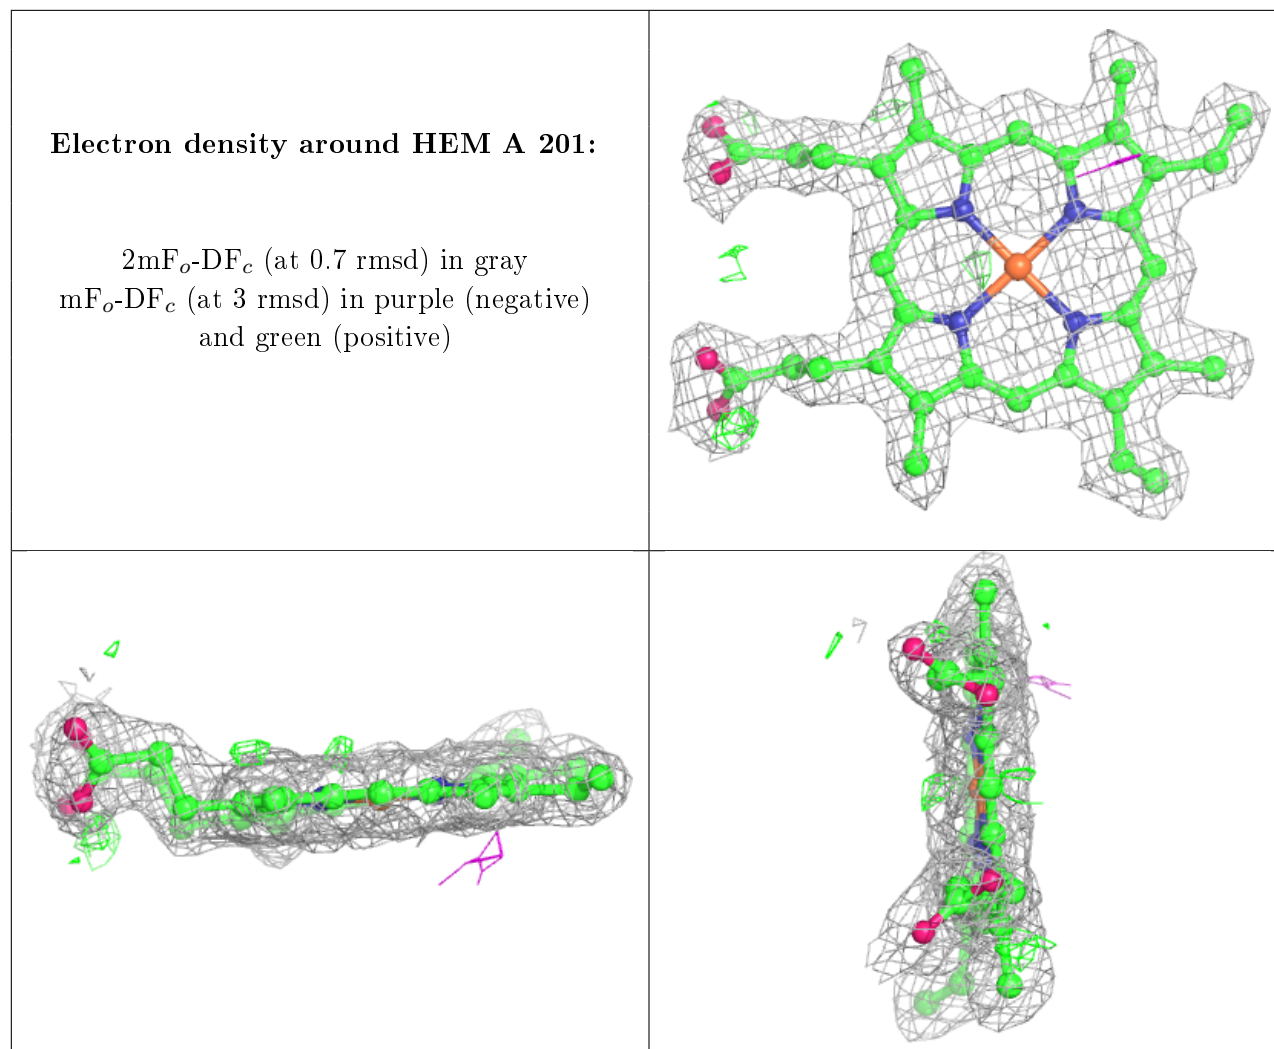 Electron density around HEM A 201:
2mFo-DFc (at 0.7 rmsd) in gray
mFo-DFc (at 3 rmsd) in purple (negative)
and green (positive)